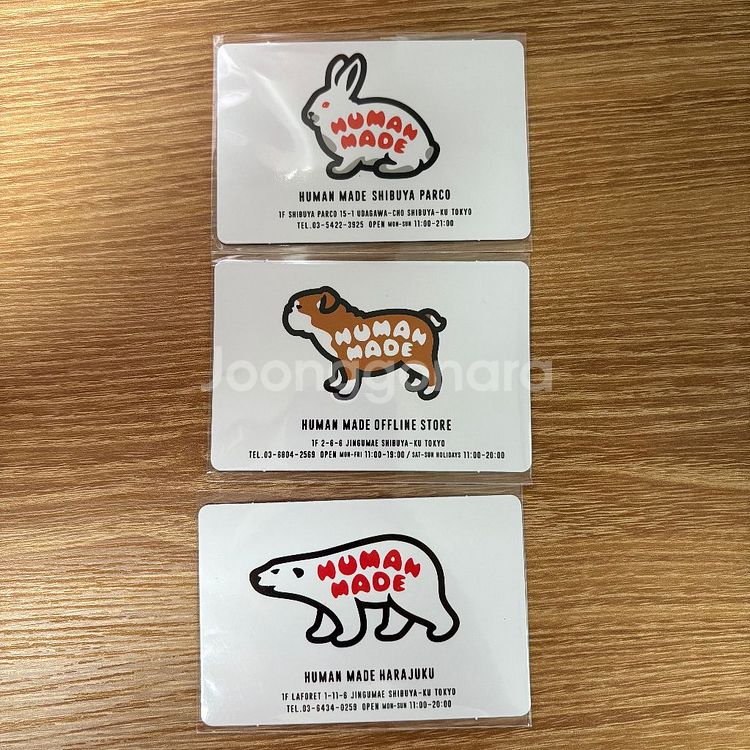 HUMAN
MADE
HUMAN MADE SHIBUYA PARCO
1F SHIBUYA PARCO 15-1 UDAGAWA-CHO SHIBUYA-KU TOKYO
TEL.03-5422-3925 OPEN MON-SUN 11:00-21:00
HUMAN
MADE
Joonggonara
HUMAN MADE OFFLINE STORE
1F 2-6-6 JINGUMAE SHIBUYA-KU TOKYO
TEL.03-6804-2569 OPEN MON-FRI 11:00-19:00 / SAT-SUN HOLIDAYS 11:00-20:00
HUMAN
MADE
HUMAN MADE HARAJUKU
1F LAFORET 1-11-6 JINGUMAE SHIBUYA-KU TOKYO
TEL.03-6434-0259 OPEN MON-SUN 11:00-20:00